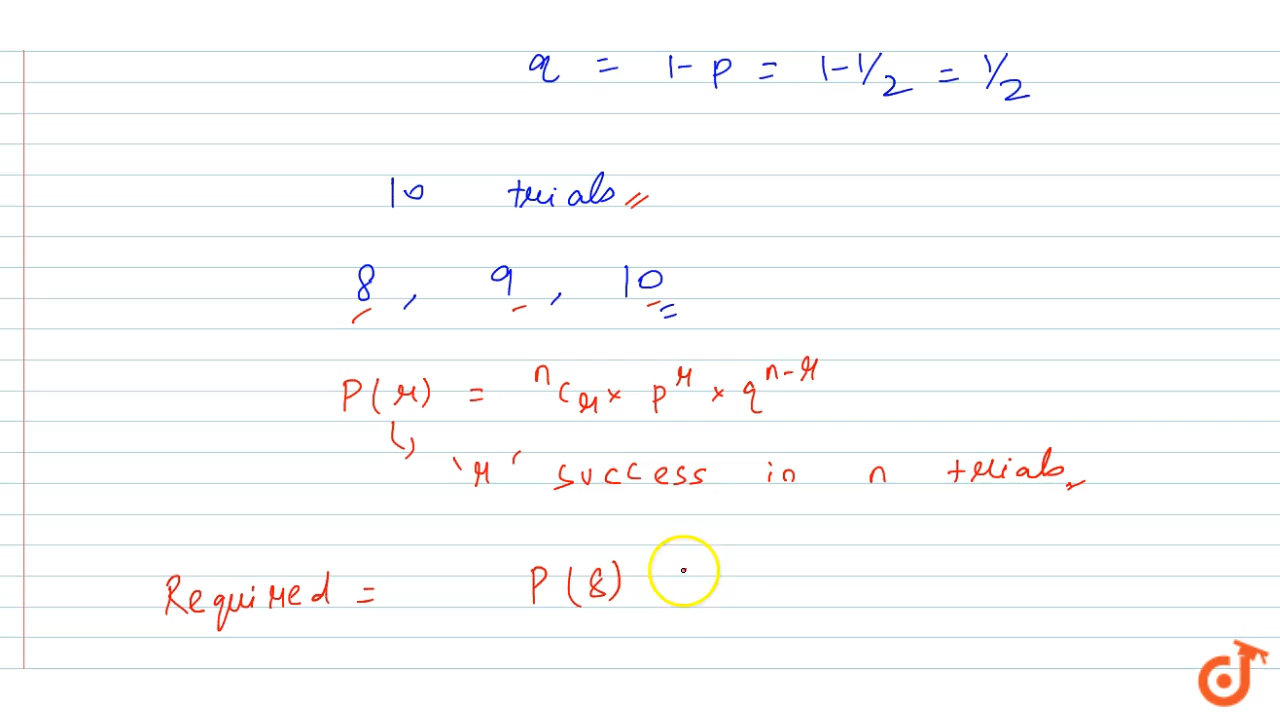 q = 1 - p = 1 - 1/2 = 1/2
10 trials
8 , 9 , 10
P(r) = ⁿCᵣ × pʳ × qⁿ⁻ʳ
'r' success in n trials
Required = P(8)